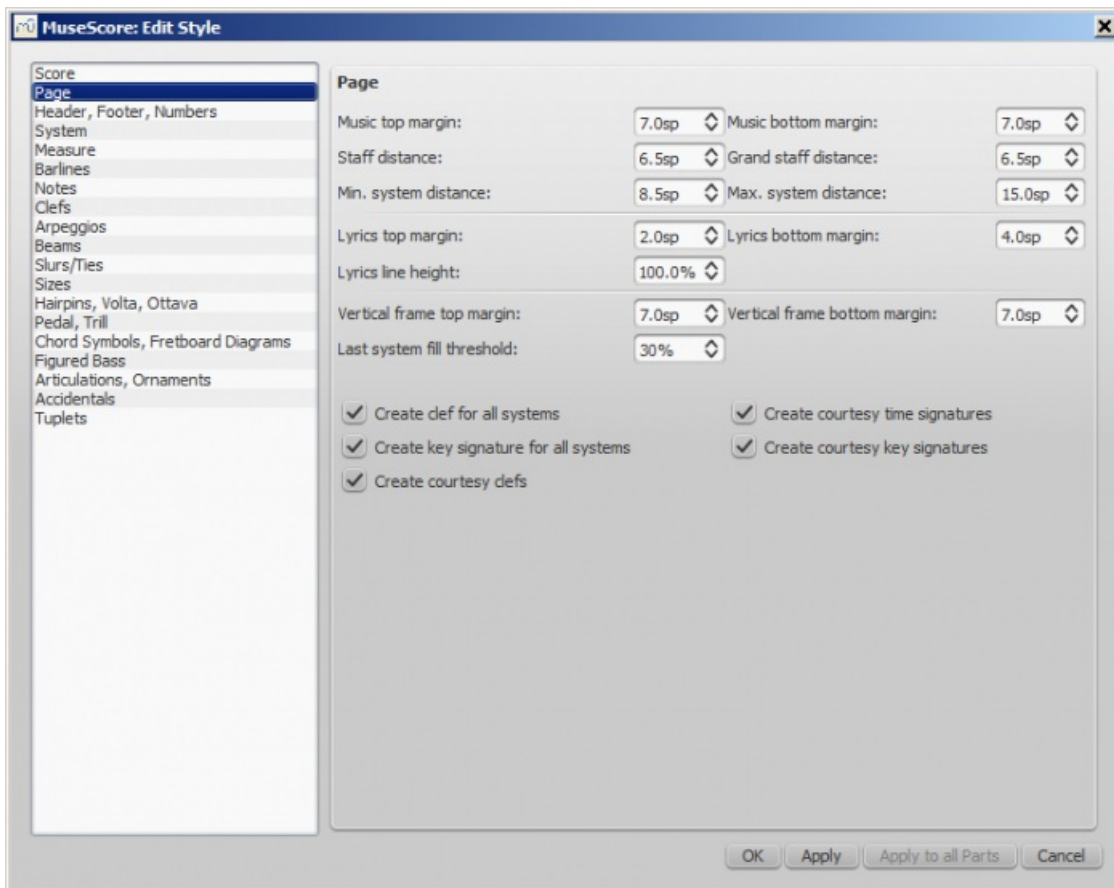 MuseScore: Edit Style
Score
Page
Header, Footer, Numbers
System
Measure
Barlines
Notes
Clefs
Arpeggios
Beams
Slurs/Ties
Sizes
Hairpins, Volta, Ottava
Pedal, Trill
Chord Symbols, Fretboard Diagrams
Figured Bass
Articulations, Ornaments
Accidentals
Tuplets
Page
Music top margin: 7.0sp Music bottom margin: 7.0sp
Staff distance: 6.5sp Grand staff distance: 6.5sp
Min. system distance: 8.5sp Max. system distance: 15.0sp
Lyrics top margin: 2.0sp Lyrics bottom margin: 4.0sp
Lyrics line height: 100.0%
Vertical frame top margin: 7.0sp Vertical frame bottom margin: 7.0sp
Last system fill threshold: 30%
Create clef for all systems Create courtesy time signatures
Create key signature for all systems Create courtesy key signatures
Create courtesy clefs
OK Apply Apply to all Parts Cancel